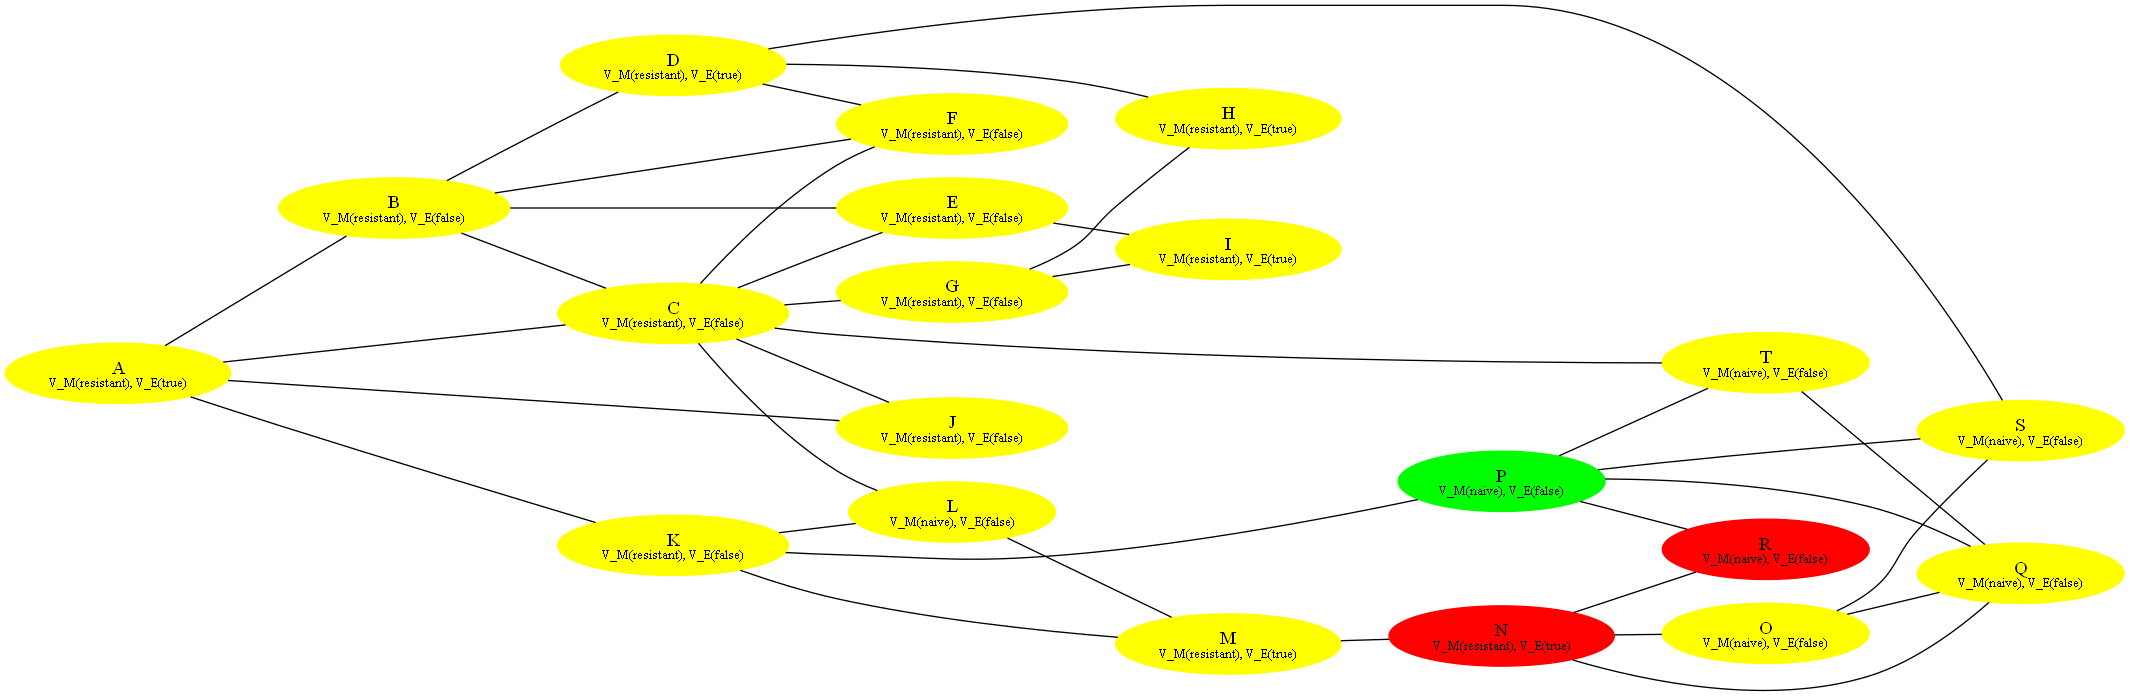 D
V_M(resistant), V_E(true)
F
V_M(resistant), V_E(false)
H
V_M(resistant), V_E(true)
B
V_M(resistant), V_E(false)
E
V_M(resistant), V_E(false)
I
V_M(resistant), V_E(true)
G
V_M(resistant), V_E(false)
C
V_M(resistant), V_E(false)
A
V_M(resistant), V_E(true)
T
V_M(naive), V_E(false)
J
V_M(resistant), V_E(false)
S
V_M(naive), V_E(false)
P
V_M(naive), V_E(false)
L
V_M(naive), V_E(false)
K
V_M(resistant), V_E(false)
R
V_M(naive), V_E(false)
Q
V_M(naive), V_E(false)
M
V_M(resistant), V_E(true)
N
V_M(resistant), V_E(true)
O
V_M(naive), V_E(false)